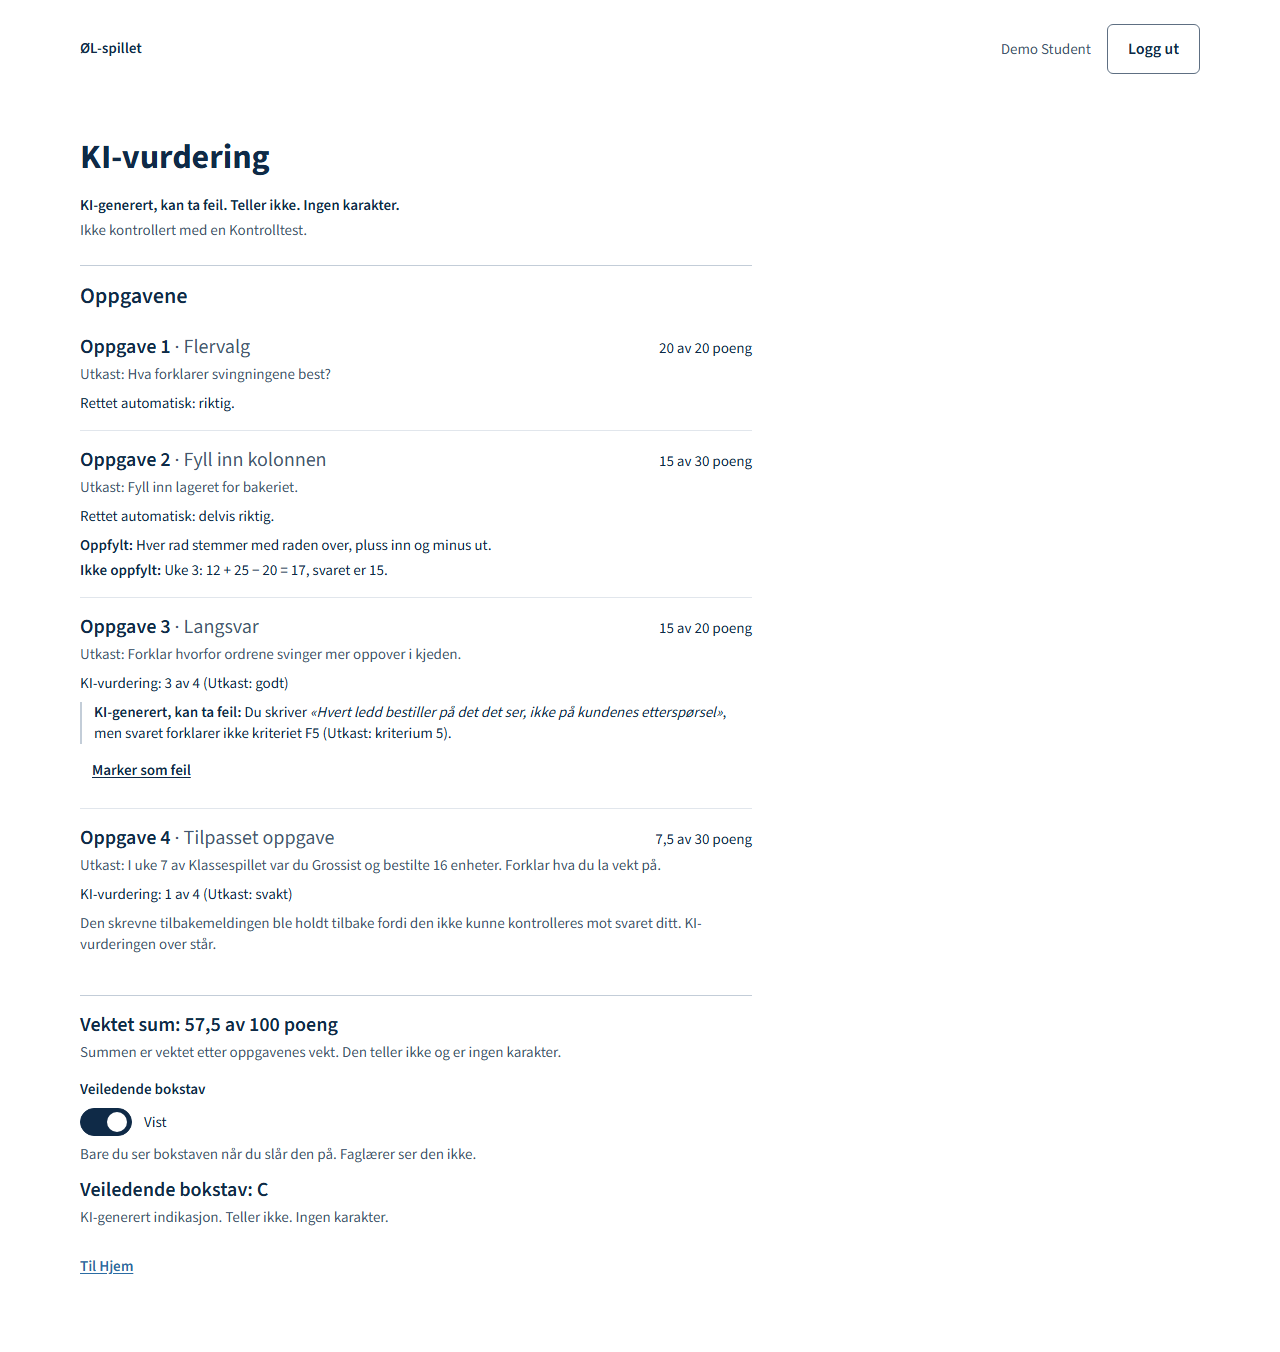 ØL-spillet
Demo Student
Logg ut
KI-vurdering
KI-generert, kan ta feil. Teller ikke. Ingen karakter.
Ikke kontrollert med en Kontrolltest.
Oppgavene
Oppgave 1 · Flervalg
20 av 20 poeng
Utkast: Hva forklarer svingningene best?
Rettet automatisk: riktig.
Oppgave 2 · Fyll inn kolonnen
15 av 30 poeng
Utkast: Fyll inn lageret for bakeriet.
Rettet automatisk: delvis riktig.
Oppfylt: Hver rad stemmer med raden over, pluss inn og minus ut.
Ikke oppfylt: Uke 3: 12 + 25 − 20 = 17, svaret er 15.
Oppgave 3 · Langsvar
15 av 20 poeng
Utkast: Forklar hvorfor ordrene svinger mer oppover i kjeden.
KI-vurdering: 3 av 4 (Utkast: godt)
KI-generert, kan ta feil: Du skriver «Hvert ledd bestiller på det det ser, ikke på kundenes etterspørsel»,
men svaret forklarer ikke kriteriet F5 (Utkast: kriterium 5).
Marker som feil
Oppgave 4 · Tilpasset oppgave
7,5 av 30 poeng
Utkast: I uke 7 av Klassespillet var du Grossist og bestilte 16 enheter. Forklar hva du la vekt på.
KI-vurdering: 1 av 4 (Utkast: svakt)
Den skrevne tilbakemeldingen ble holdt tilbake fordi den ikke kunne kontrolleres mot svaret ditt. KI-
vurderingen over står.
Vektet sum: 57,5 av 100 poeng
Summen er vektet etter oppgavenes vekt. Den teller ikke og er ingen karakter.
Veiledende bokstav
Vist
Bare du ser bokstaven når du slår den på. Faglærer ser den ikke.
Veiledende bokstav: C
KI-generert indikasjon. Teller ikke. Ingen karakter.
Til Hjem